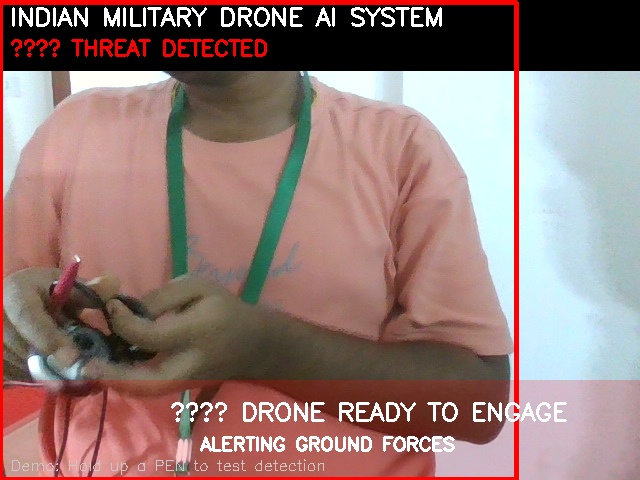 INDIAN MILITARY DRONE AI SYSTEM
???? THREAT DETECTED
???? DRONE READY TO ENGAGE
ALERTING GROUND FORCES
Demo: Hold up a PEN to test detection